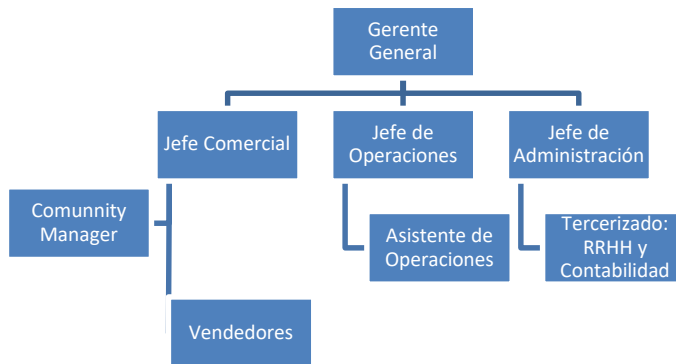 Gerente
General
Jefe Comercial
Jefe de
Operaciones
Jefe de
Administración
Comunnity
Manager
Asistente de
Operaciones
Tercerizado:
RRHH y
Contabilidad
Vendedores